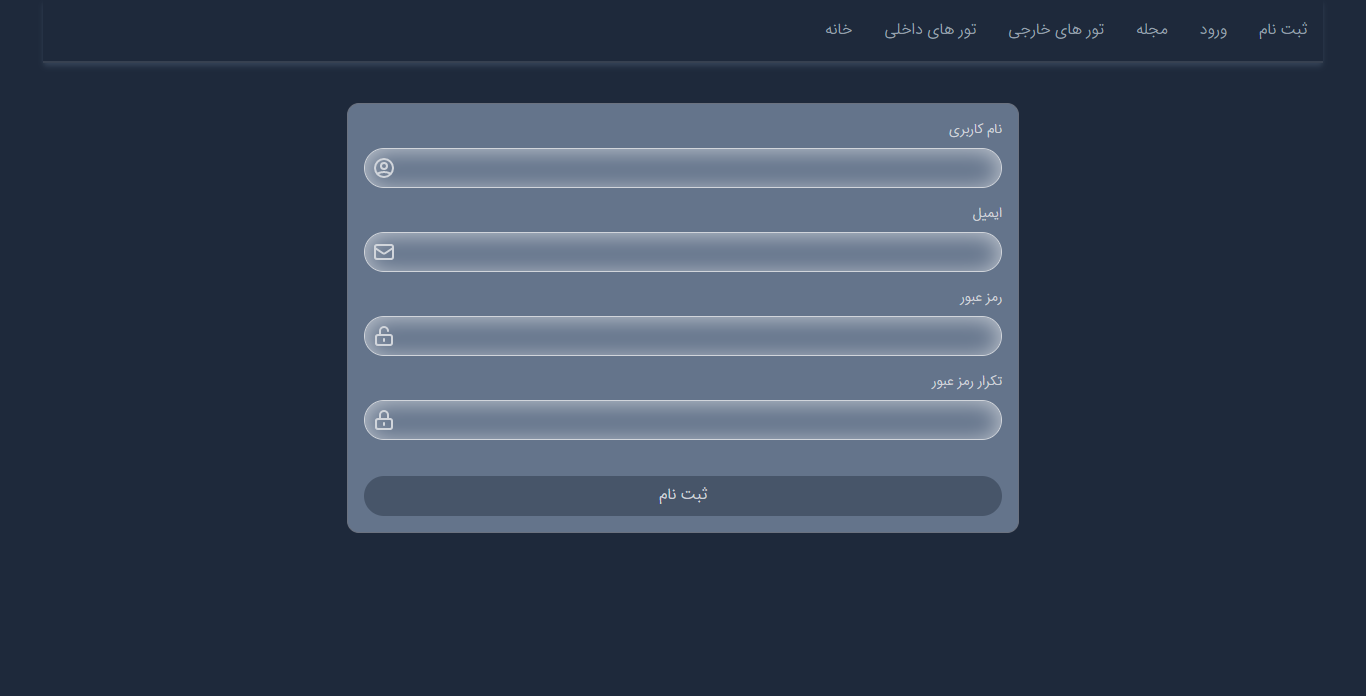 ثبت نام ورود مجله تور های خارجی تور های داخلی خانه
نام کاربری
ایمیل
رمز عبور
تکرار رمز عبور
ثبت نام